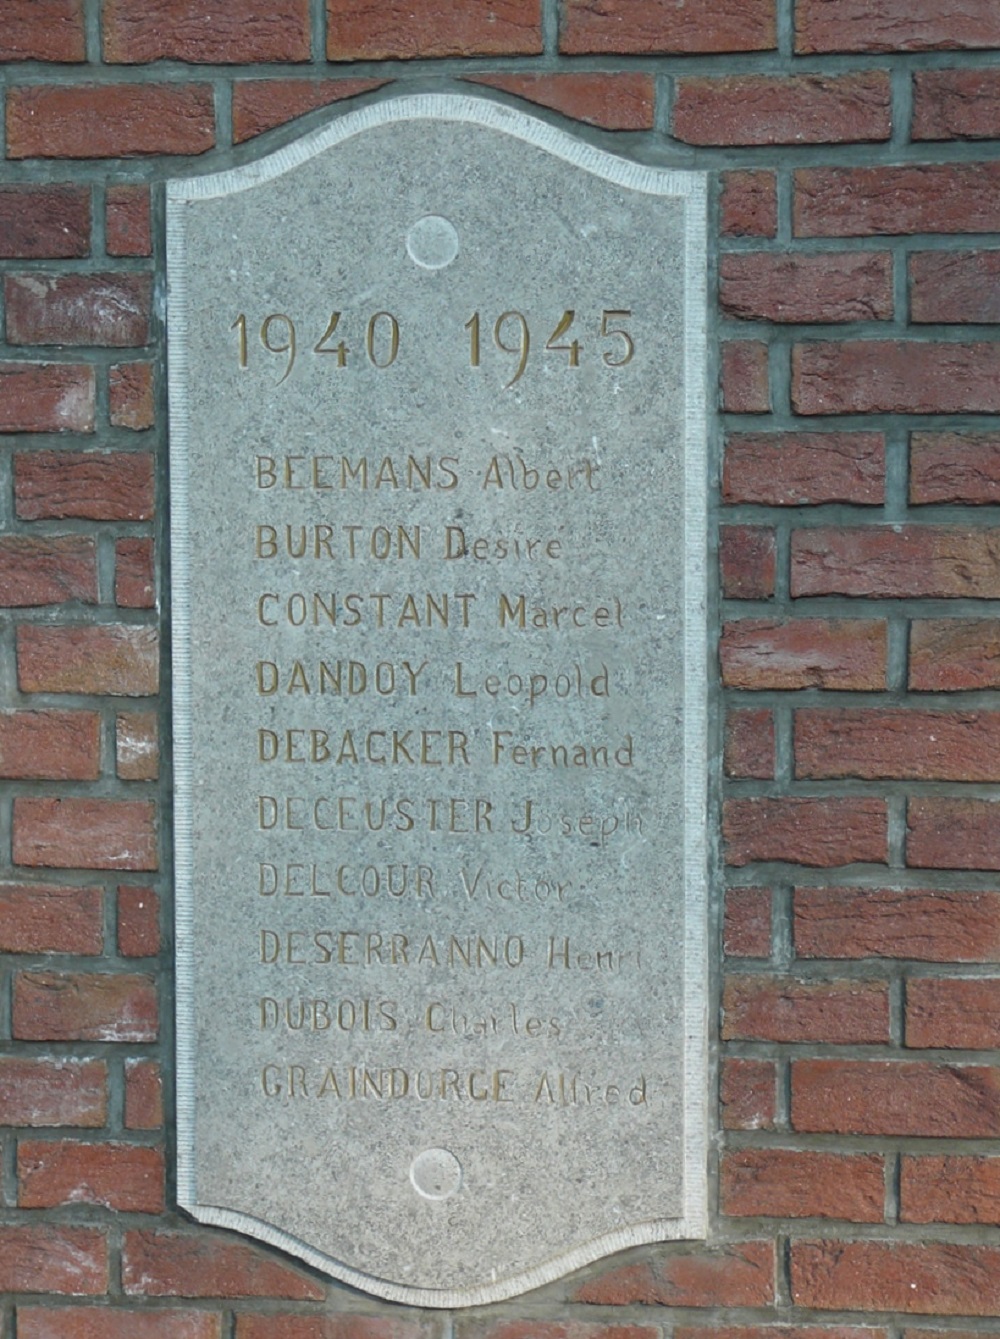 1940 1945
BEEMANS Albert
BURTON Desire
CONSTANT Marcel
DANDOY Leopold
DEBACKER Fernand
DECEUSTER Joseph
DELCOUR Victor
DESERRANNO Henri
DUBOIS Charles
GRAINDORGE Alfred